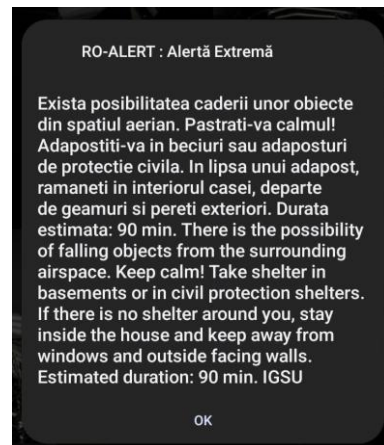 RO-ALERT : Alertă Extremă
Exista posibilitatea caderii unor obiecte
din spatiul aerian. Pastrati-va calmul!
Adapostiti-va in beciuri sau adaposturi
de protectie civila. In lipsa unui adapost,
ramaneti in interiorul casei, departe
de geamuri si pereti exteriori. Durata
estimata: 90 min. There is the possibility
of falling objects from the surrounding
airspace. Keep calm! Take shelter in
basements or in civil protection shelters.
If there is no shelter around you, stay
inside the house and keep away from
windows and outside facing walls.
Estimated duration: 90 min. IGSU
OK